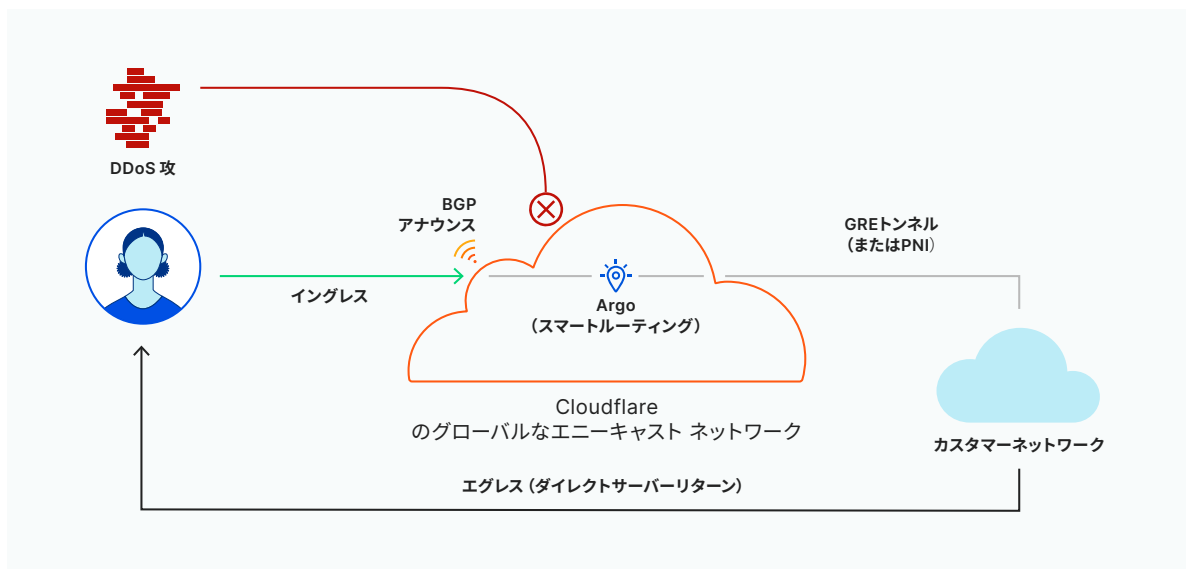 DDoS 攻
BGP
アナウンス
イングレス
Argo
（スマートルーティング）
GREトンネル
（またはPNI）
Cloudflare
のグローバルなエニーキャスト ネットワーク
カスタマーネットワーク
エグレス（ダイレクトサーバーリターン）